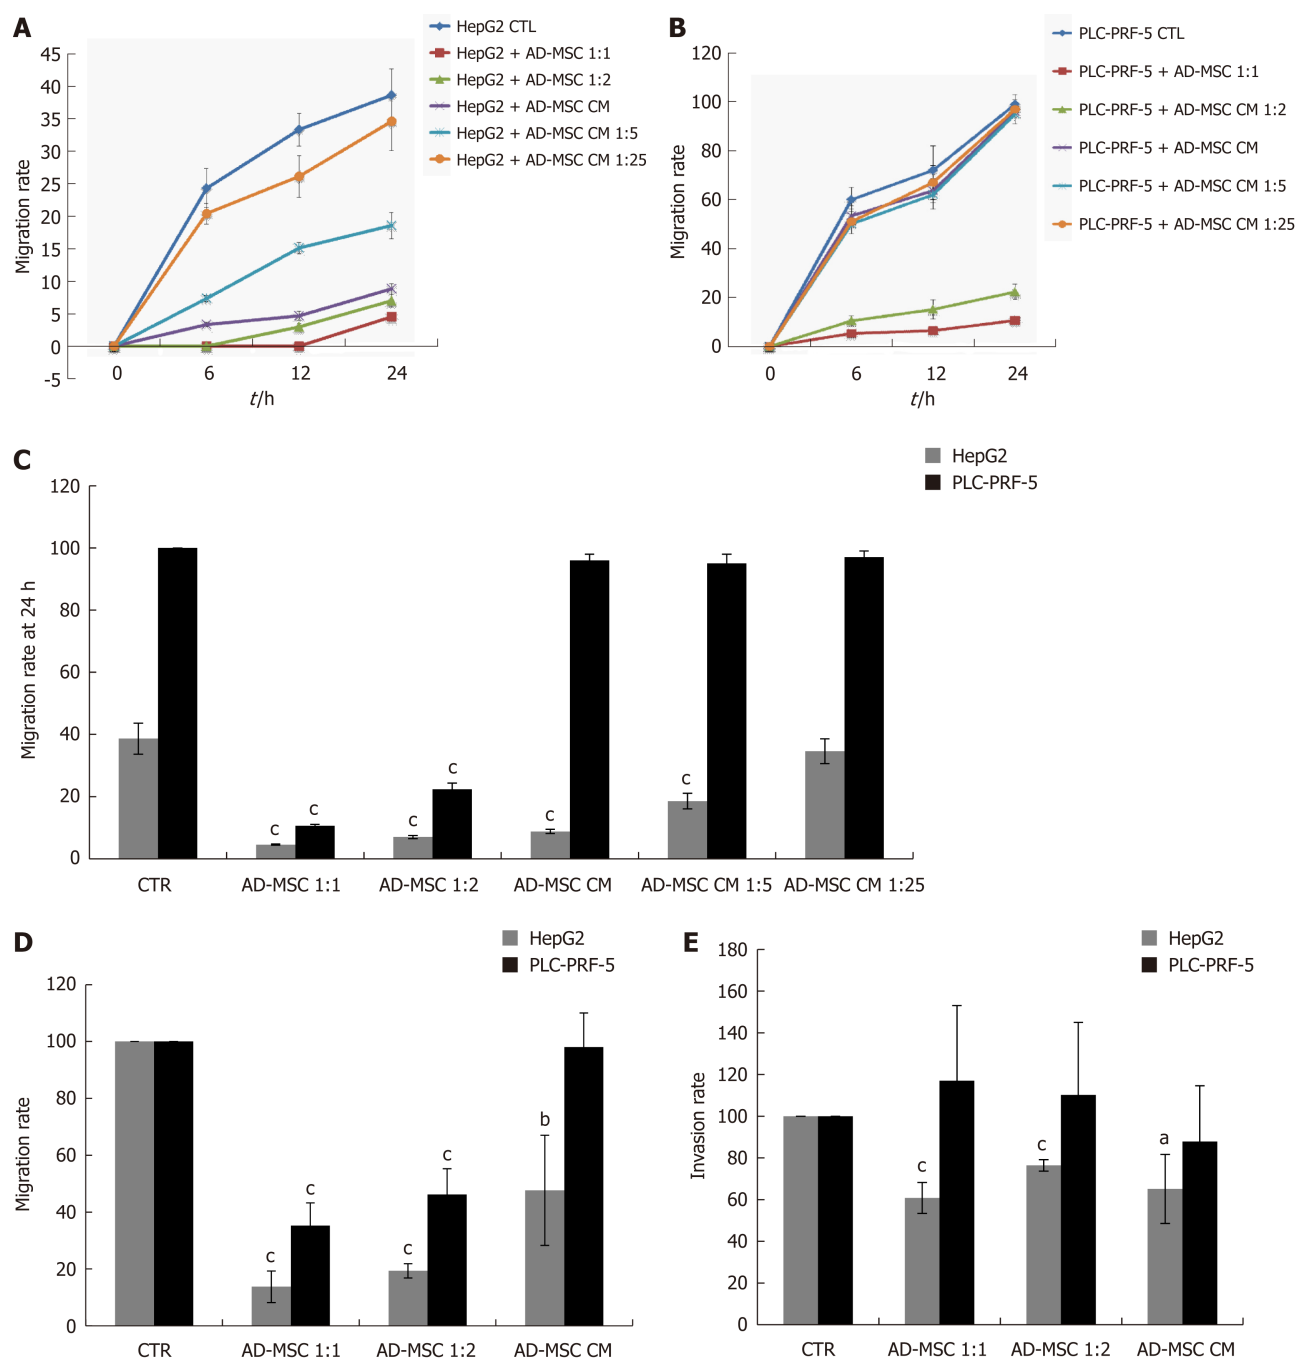 A
HepG2 CTL
HepG2 + AD-MSC 1:1
HepG2 + AD-MSC 1:2
HepG2 + AD-MSC CM
HepG2 + AD-MSC CM 1:5
HepG2 + AD-MSC CM 1:25
Migration rate
45
40
35
30
25
20
15
10
5
0
-5
0 6 12 24
t/h
B
PLC-PRF-5 CTL
PLC-PRF-5 + AD-MSC 1:1
PLC-PRF-5 + AD-MSC CM 1:2
PLC-PRF-5 + AD-MSC CM
PLC-PRF-5 + AD-MSC CM 1:5
PLC-PRF-5 + AD-MSC CM 1:25
Migration rate
120
100
80
60
40
20
0
0 6 12 24
t/h
C
HepG2
PLC-PRF-5
Migration rate at 24 h
120
100
80
60
40
20
0
c c c c c c
CTR AD-MSC 1:1 AD-MSC 1:2 AD-MSC CM AD-MSC CM 1:5 AD-MSC CM 1:25
D
HepG2
PLC-PRF-5
Migration rate
120
100
80
60
40
20
0
c c c c b
CTR AD-MSC 1:1 AD-MSC 1:2 AD-MSC CM
E
HepG2
PLC-PRF-5
Invasion rate
180
160
140
120
100
80
60
40
20
0
c c a
CTR AD-MSC 1:1 AD-MSC 1:2 AD-MSC CM